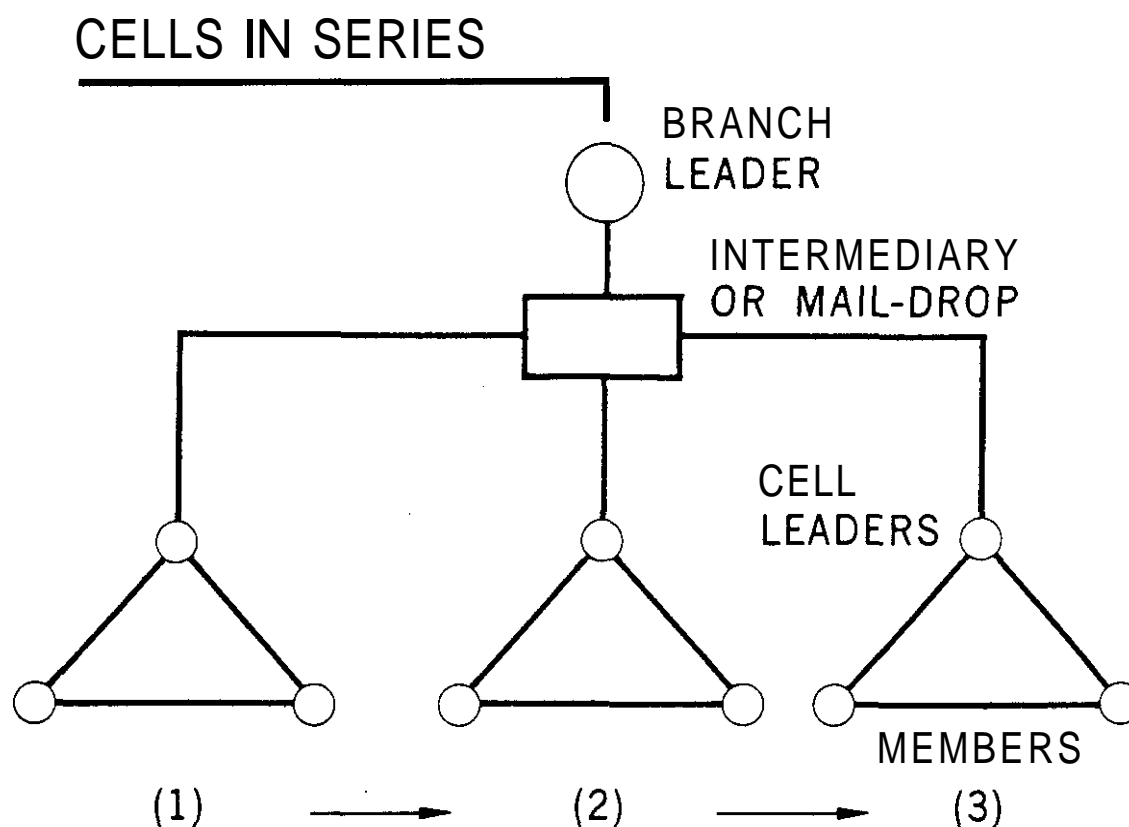 CELLS IN SERIES
BRANCH
LEADER
INTERMEDIARY
OR MAIL-DROP
CELL
LEADERS
MEMBERS
(1) (2) (3)